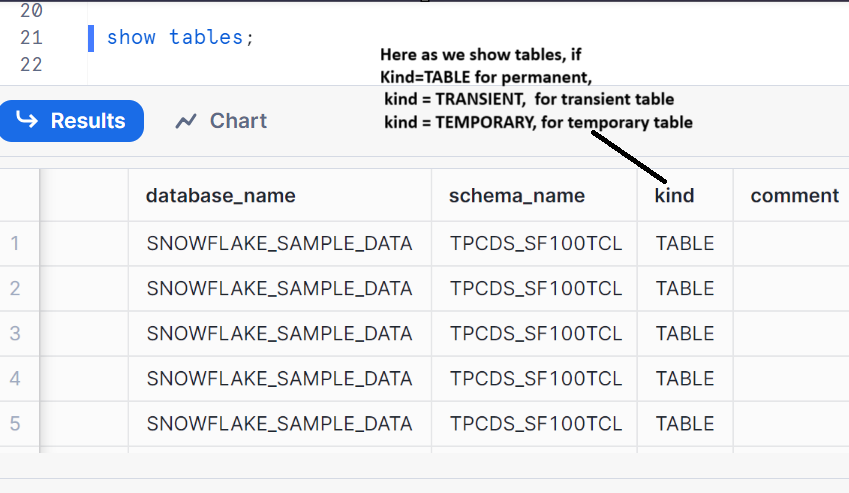 20
21 show tables;
22
Here as we show tables, if
Kind=TABLE for permanent,
kind = TRANSIENT, for transient table
kind = TEMPORARY, for temporary table
Results Chart
database_name schema_name kind comment
1 SNOWFLAKE_SAMPLE_DATA TPCDS_SF100TCL TABLE
2 SNOWFLAKE_SAMPLE_DATA TPCDS_SF100TCL TABLE
3 SNOWFLAKE_SAMPLE_DATA TPCDS_SF100TCL TABLE
4 SNOWFLAKE_SAMPLE_DATA TPCDS_SF100TCL TABLE
5 SNOWFLAKE_SAMPLE_DATA TPCDS_SF100TCL TABLE